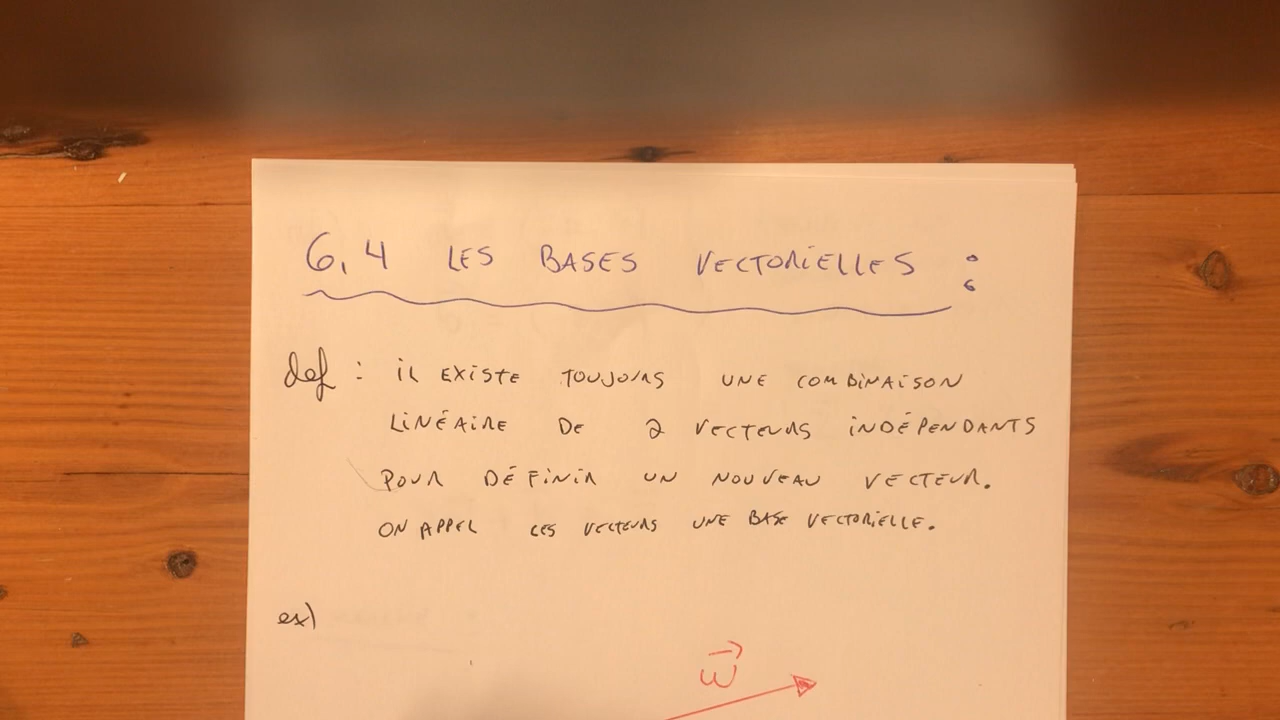 6.4 LES BASES VECTORIELLES :
def : il EXISTE TOUJOURS UNE COMBINAISON
LINÉAIRE DE 2 VECTEURS INDÉPENDANTS
POUR DÉFINIR UN NOUVEAU VECTEUR.
ON APPEL CES VECTEURS UNE BASE VECTORIELLE.
ex)
w⃗